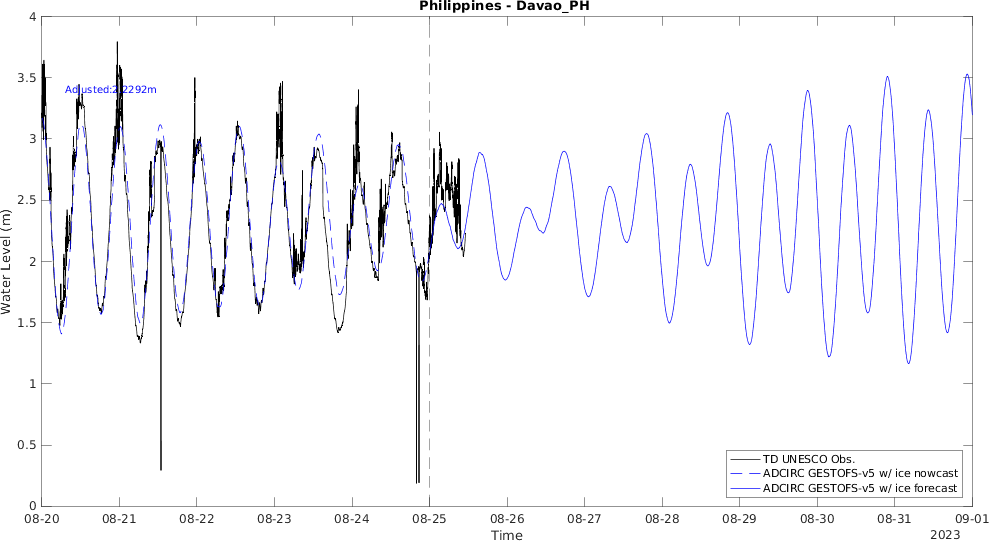 Philippines - Davao_PH
4
3.5
3
2.5
2
1.5
1
0.5
0
Water Level (m)
Adjusted:2.2292m
TD UNESCO Obs.
ADCIRC GESTOFS-v5 w/ ice nowcast
ADCIRC GESTOFS-v5 w/ ice forecast
08-20 08-21 08-22 08-23 08-24 08-25 08-26 08-27 08-28 08-29 08-30 08-31 09-01
Time
2023